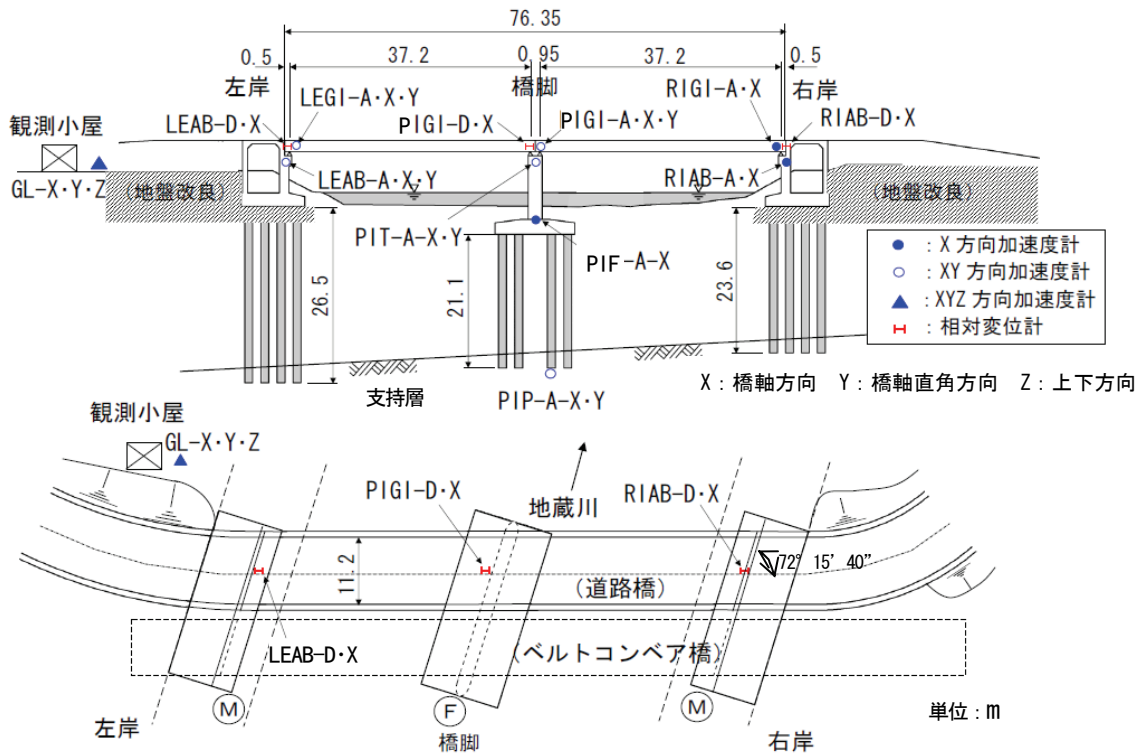 76.35
0.5
37.2
0.95
37.2
0.5
左岸
橋脚
右岸
LEGI-A・X・Y
RIGI-A・X
観測小屋
LEAB-D・X
PIGI-D・X
PIGI-A・X・Y
RIAB-D・X
GL-X・Y・Z
(地盤改良)
LEAB-A・X・Y
RIAB-A・X
(地盤改良)
PIT-A-X・Y
PIF-A-X
26.5
21.1
23.6
: X方向加速度計
: XY方向加速度計
: XYZ方向加速度計
: 相対変位計
支持層
PIP-A-X・Y
X：橋軸方向 Y：橋軸直角方向 Z：上下方向
観測小屋
GL-X・Y・Z
PIGI-D・X
地蔵川
RIAB-D・X
11.2
72° 15’ 40”
(道路橋)
LEAB-D・X
(ベルトコンベア橋)
M
F
M
左岸
橋脚
右岸
単位：m